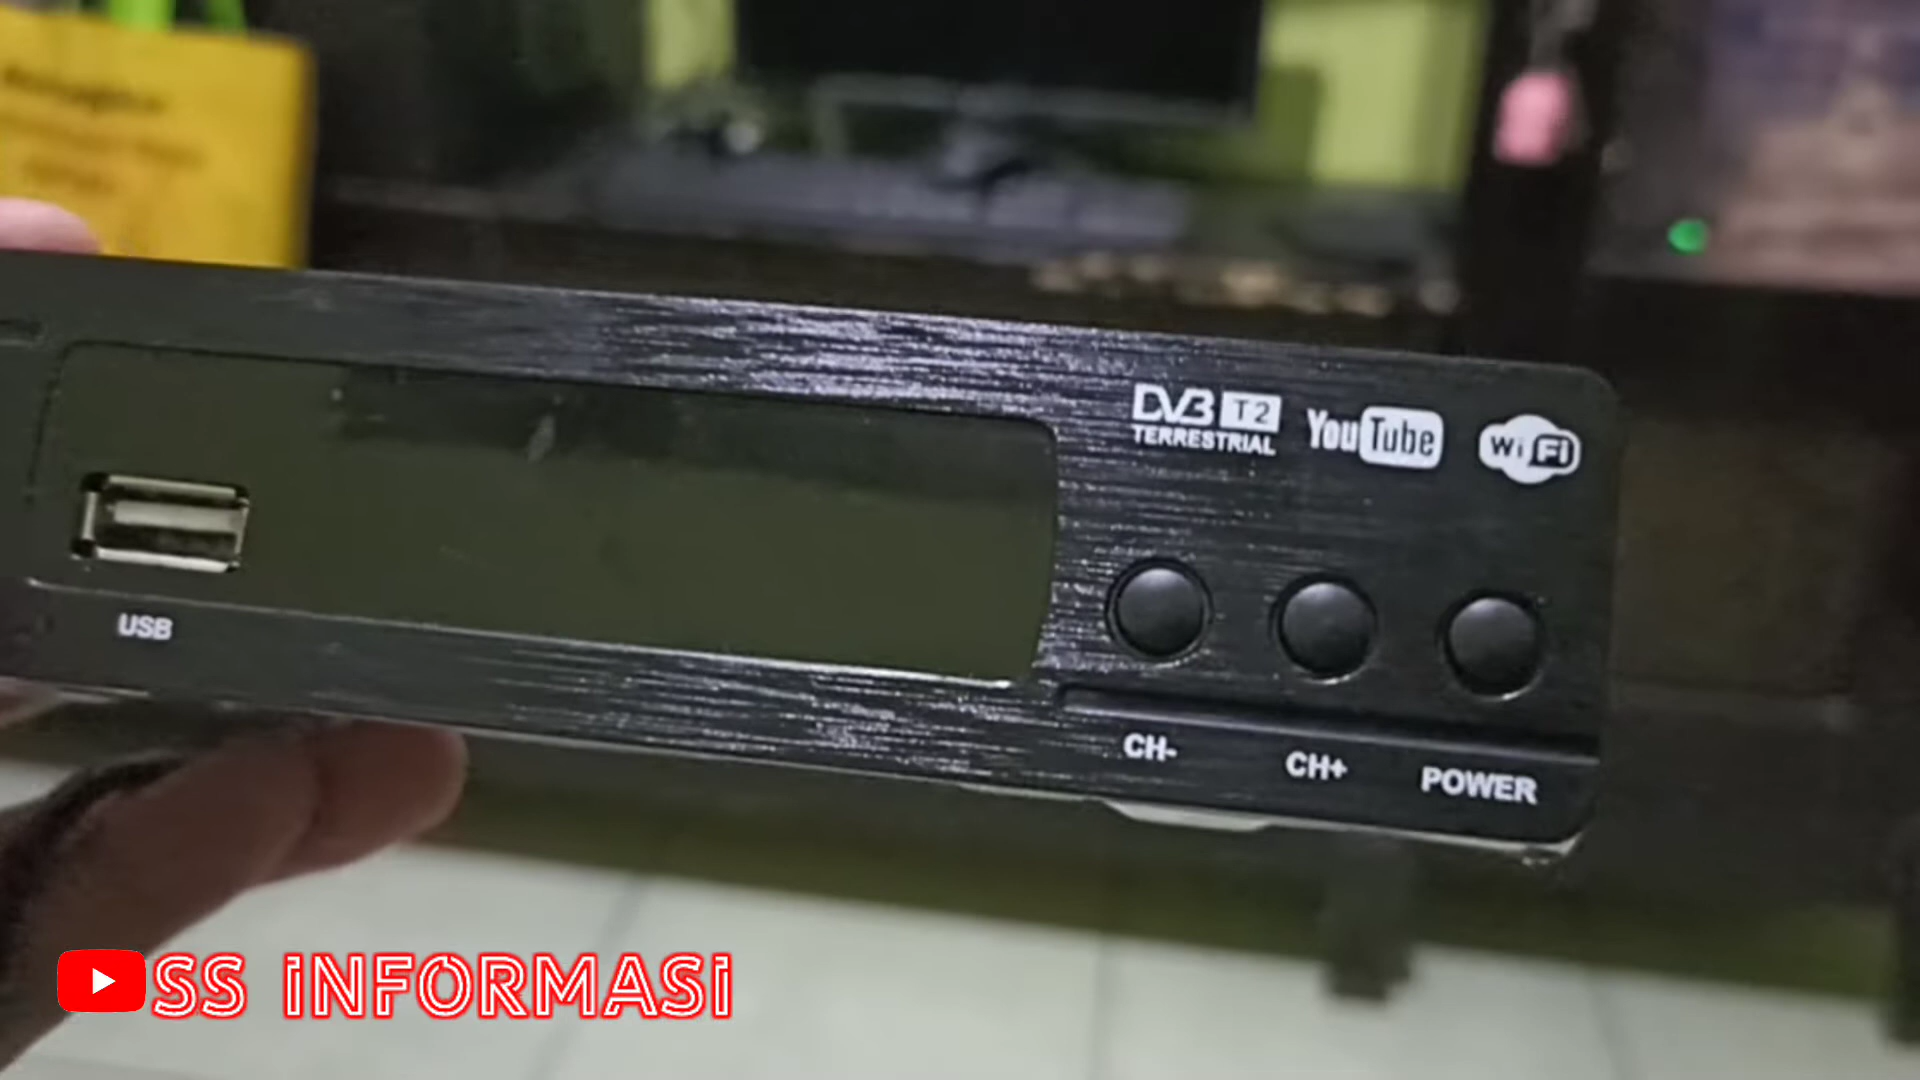 DVB T2
TERRESTRIAL
YouTube
WiFi
USB
CH-
CH+
POWER
SS iNFORMASi